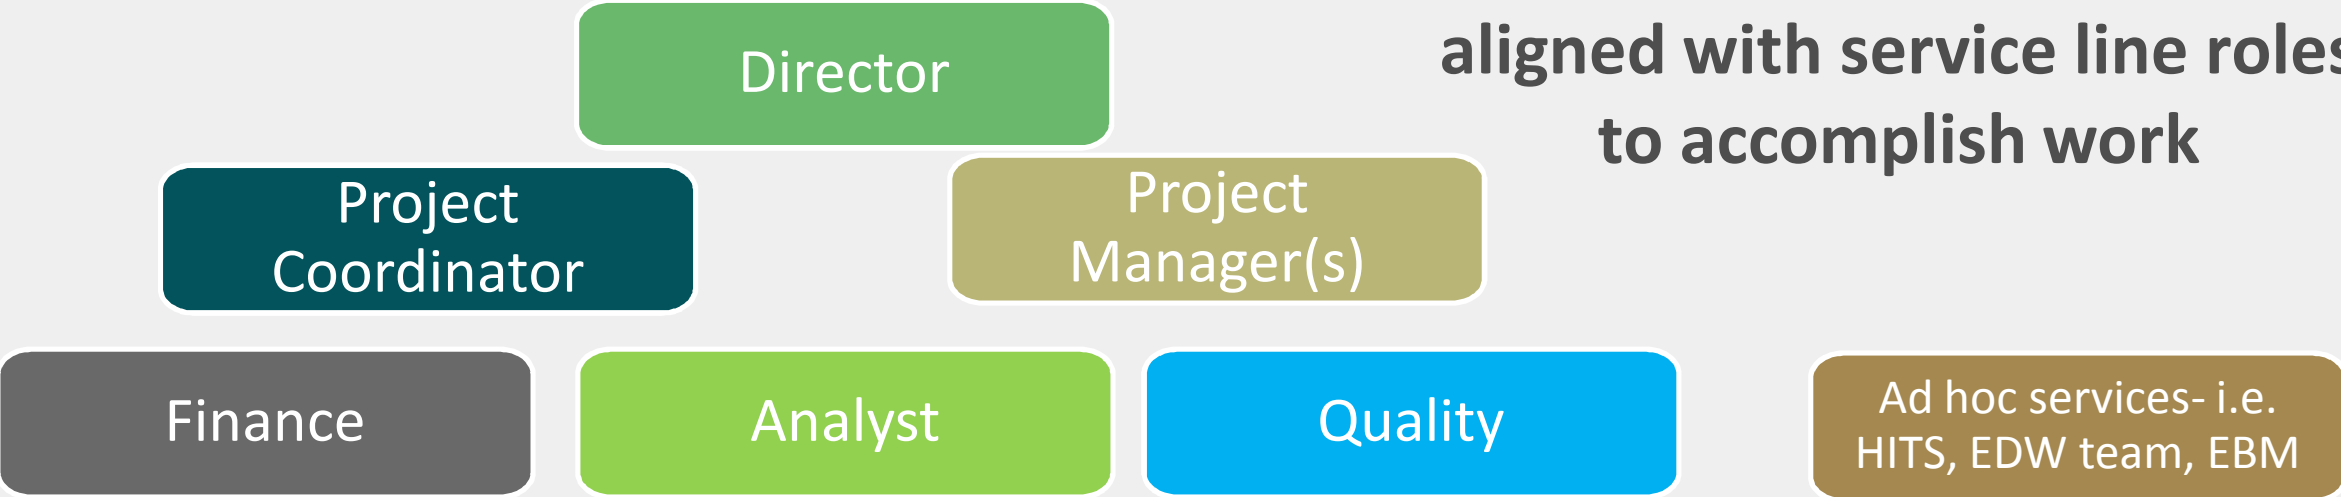 Director
aligned with service line roles
to accomplish work
Project
Coordinator
Project
Manager(s)
Finance
Analyst
Quality
Ad hoc services- i.e.
HITS, EDW team, EBM